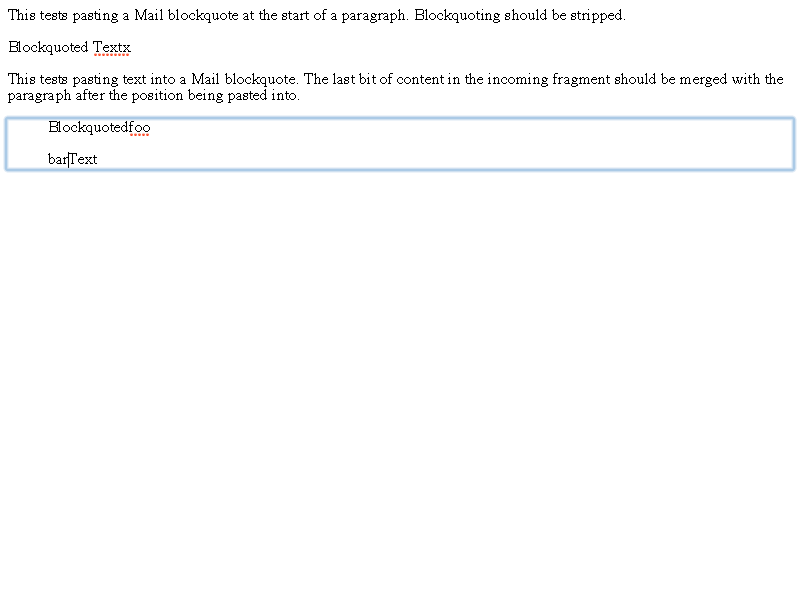 This tests pasting a Mail blockquote at the start of a paragraph. Blockquoting should be stripped.
Blockquoted Textx
This tests pasting text into a Mail blockquote. The last bit of content in the incoming fragment should be merged with the
paragraph after the position being pasted into.
Blockquotedfoo
barText